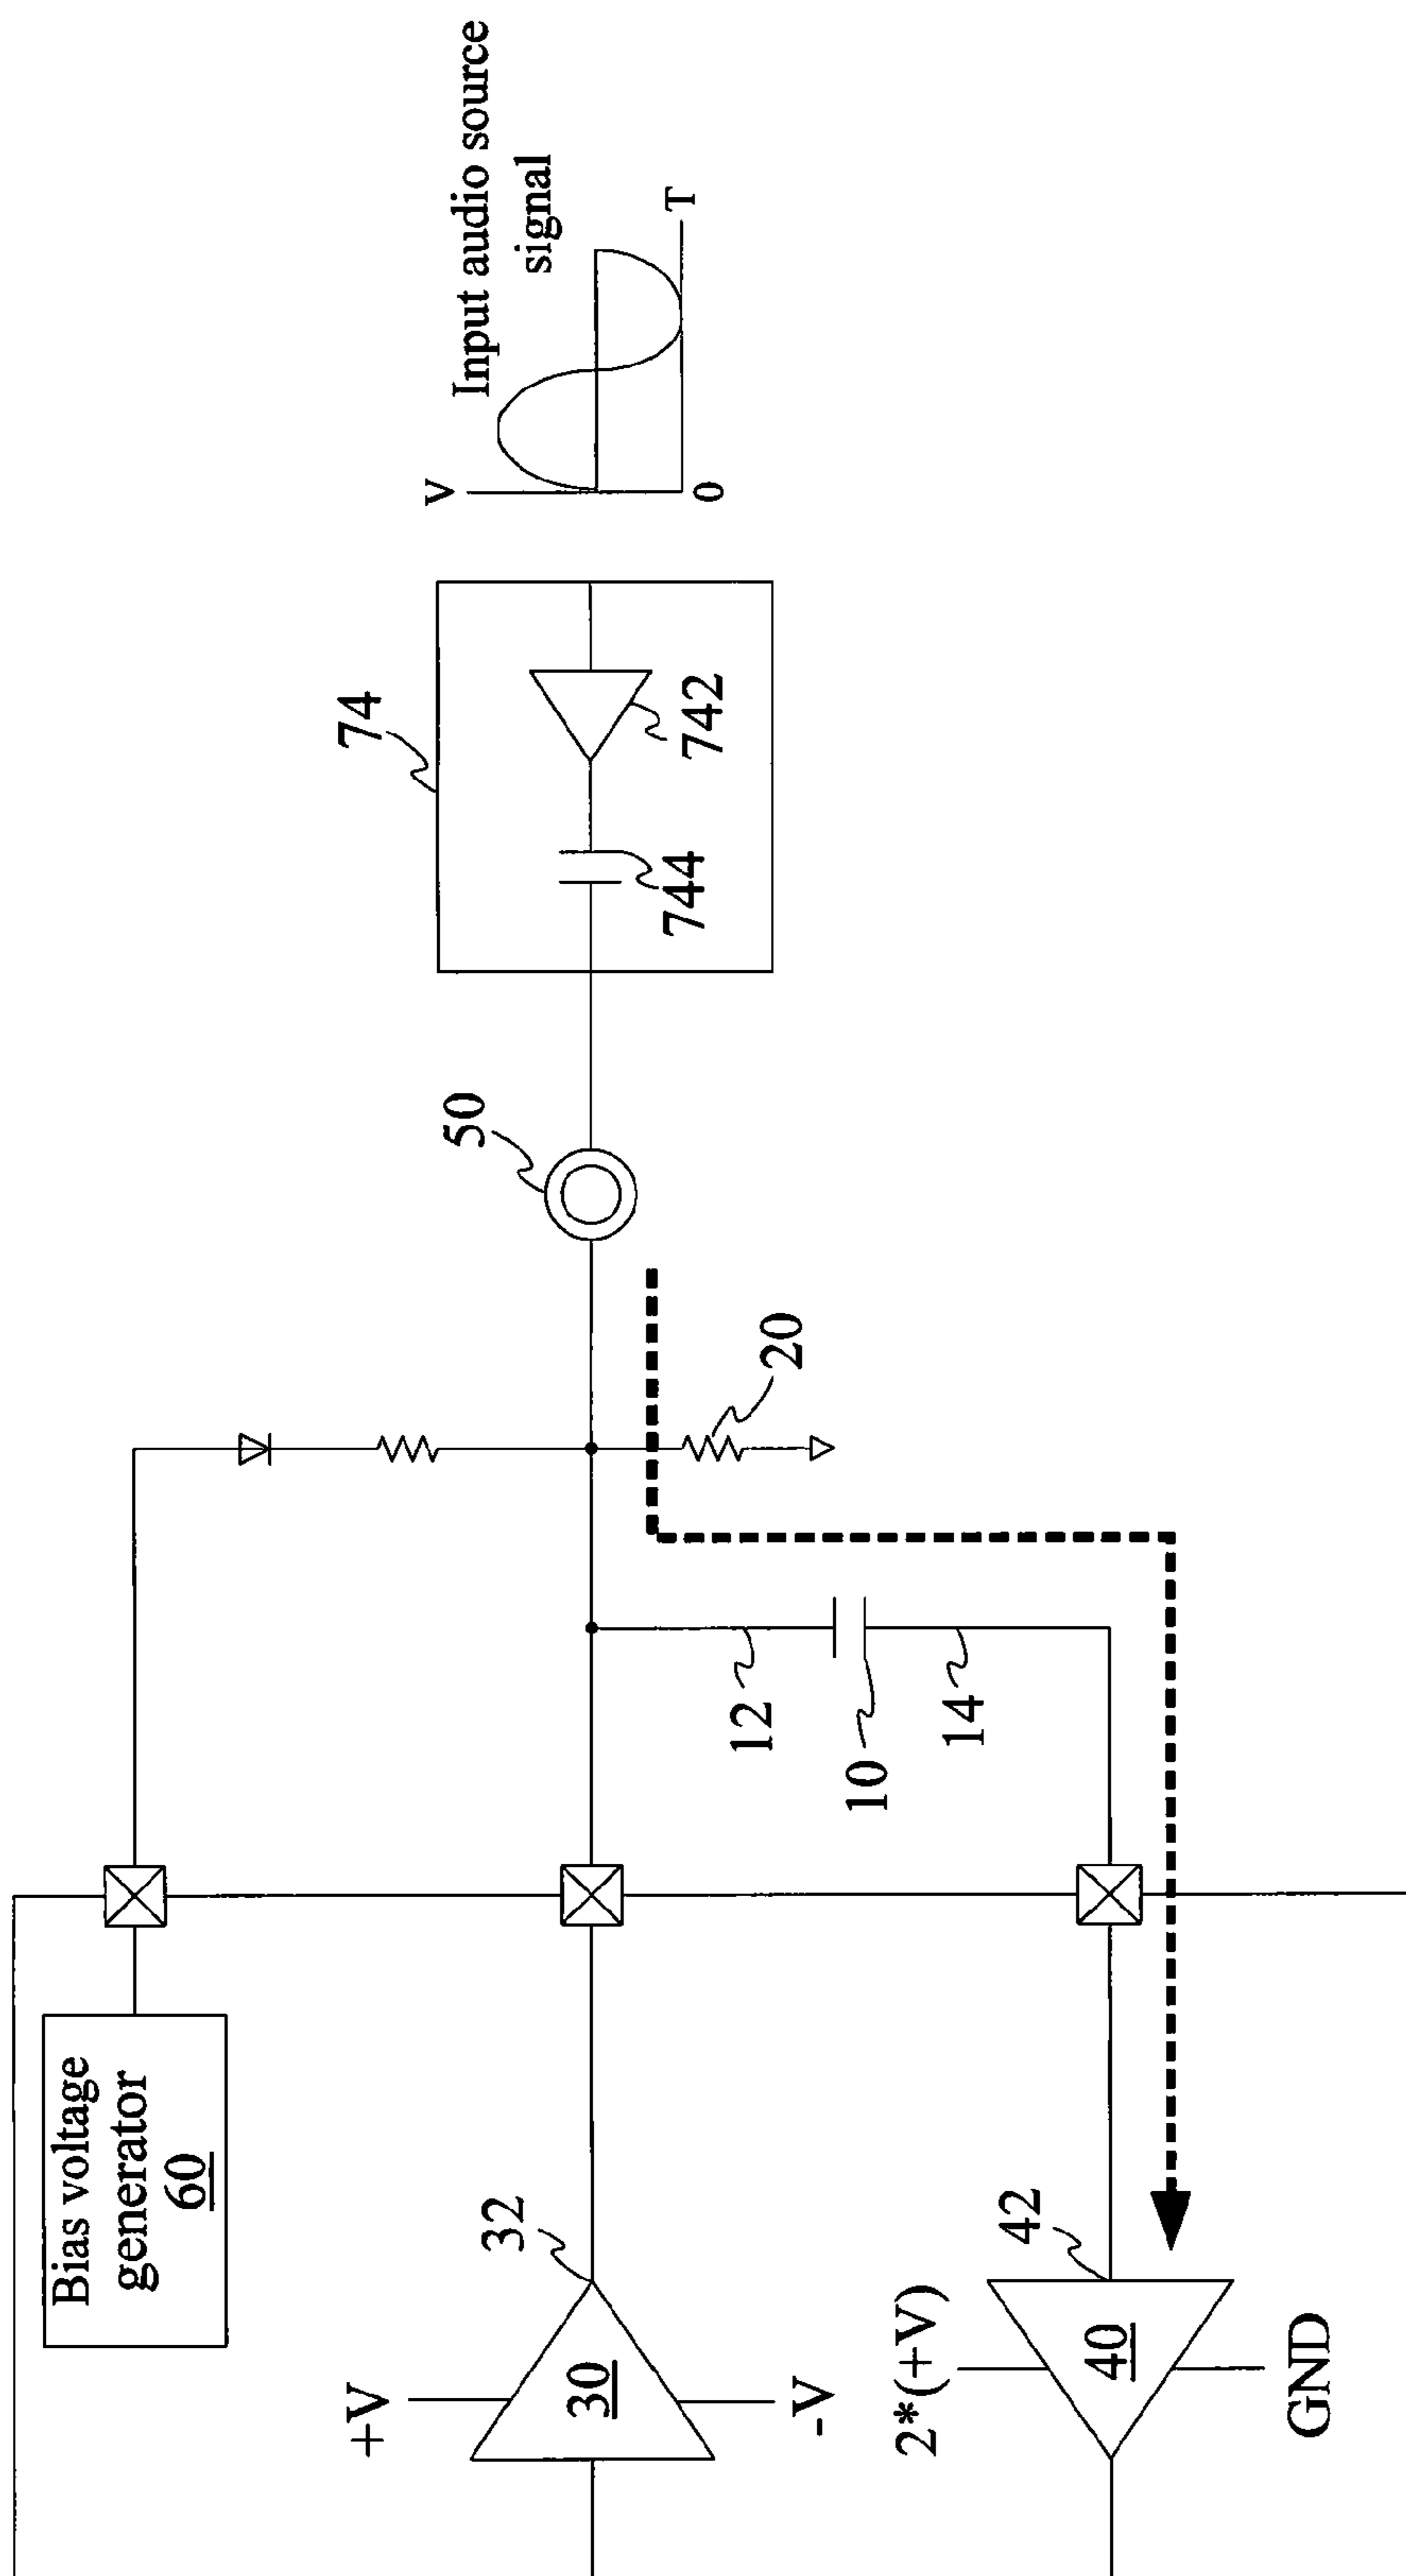 Bias voltage
generator
60
+V
30
-V
32
2*(+V)
40
GND
42
12
10
14
20
50
74
744
742
V
0
T
Input audio source
signal